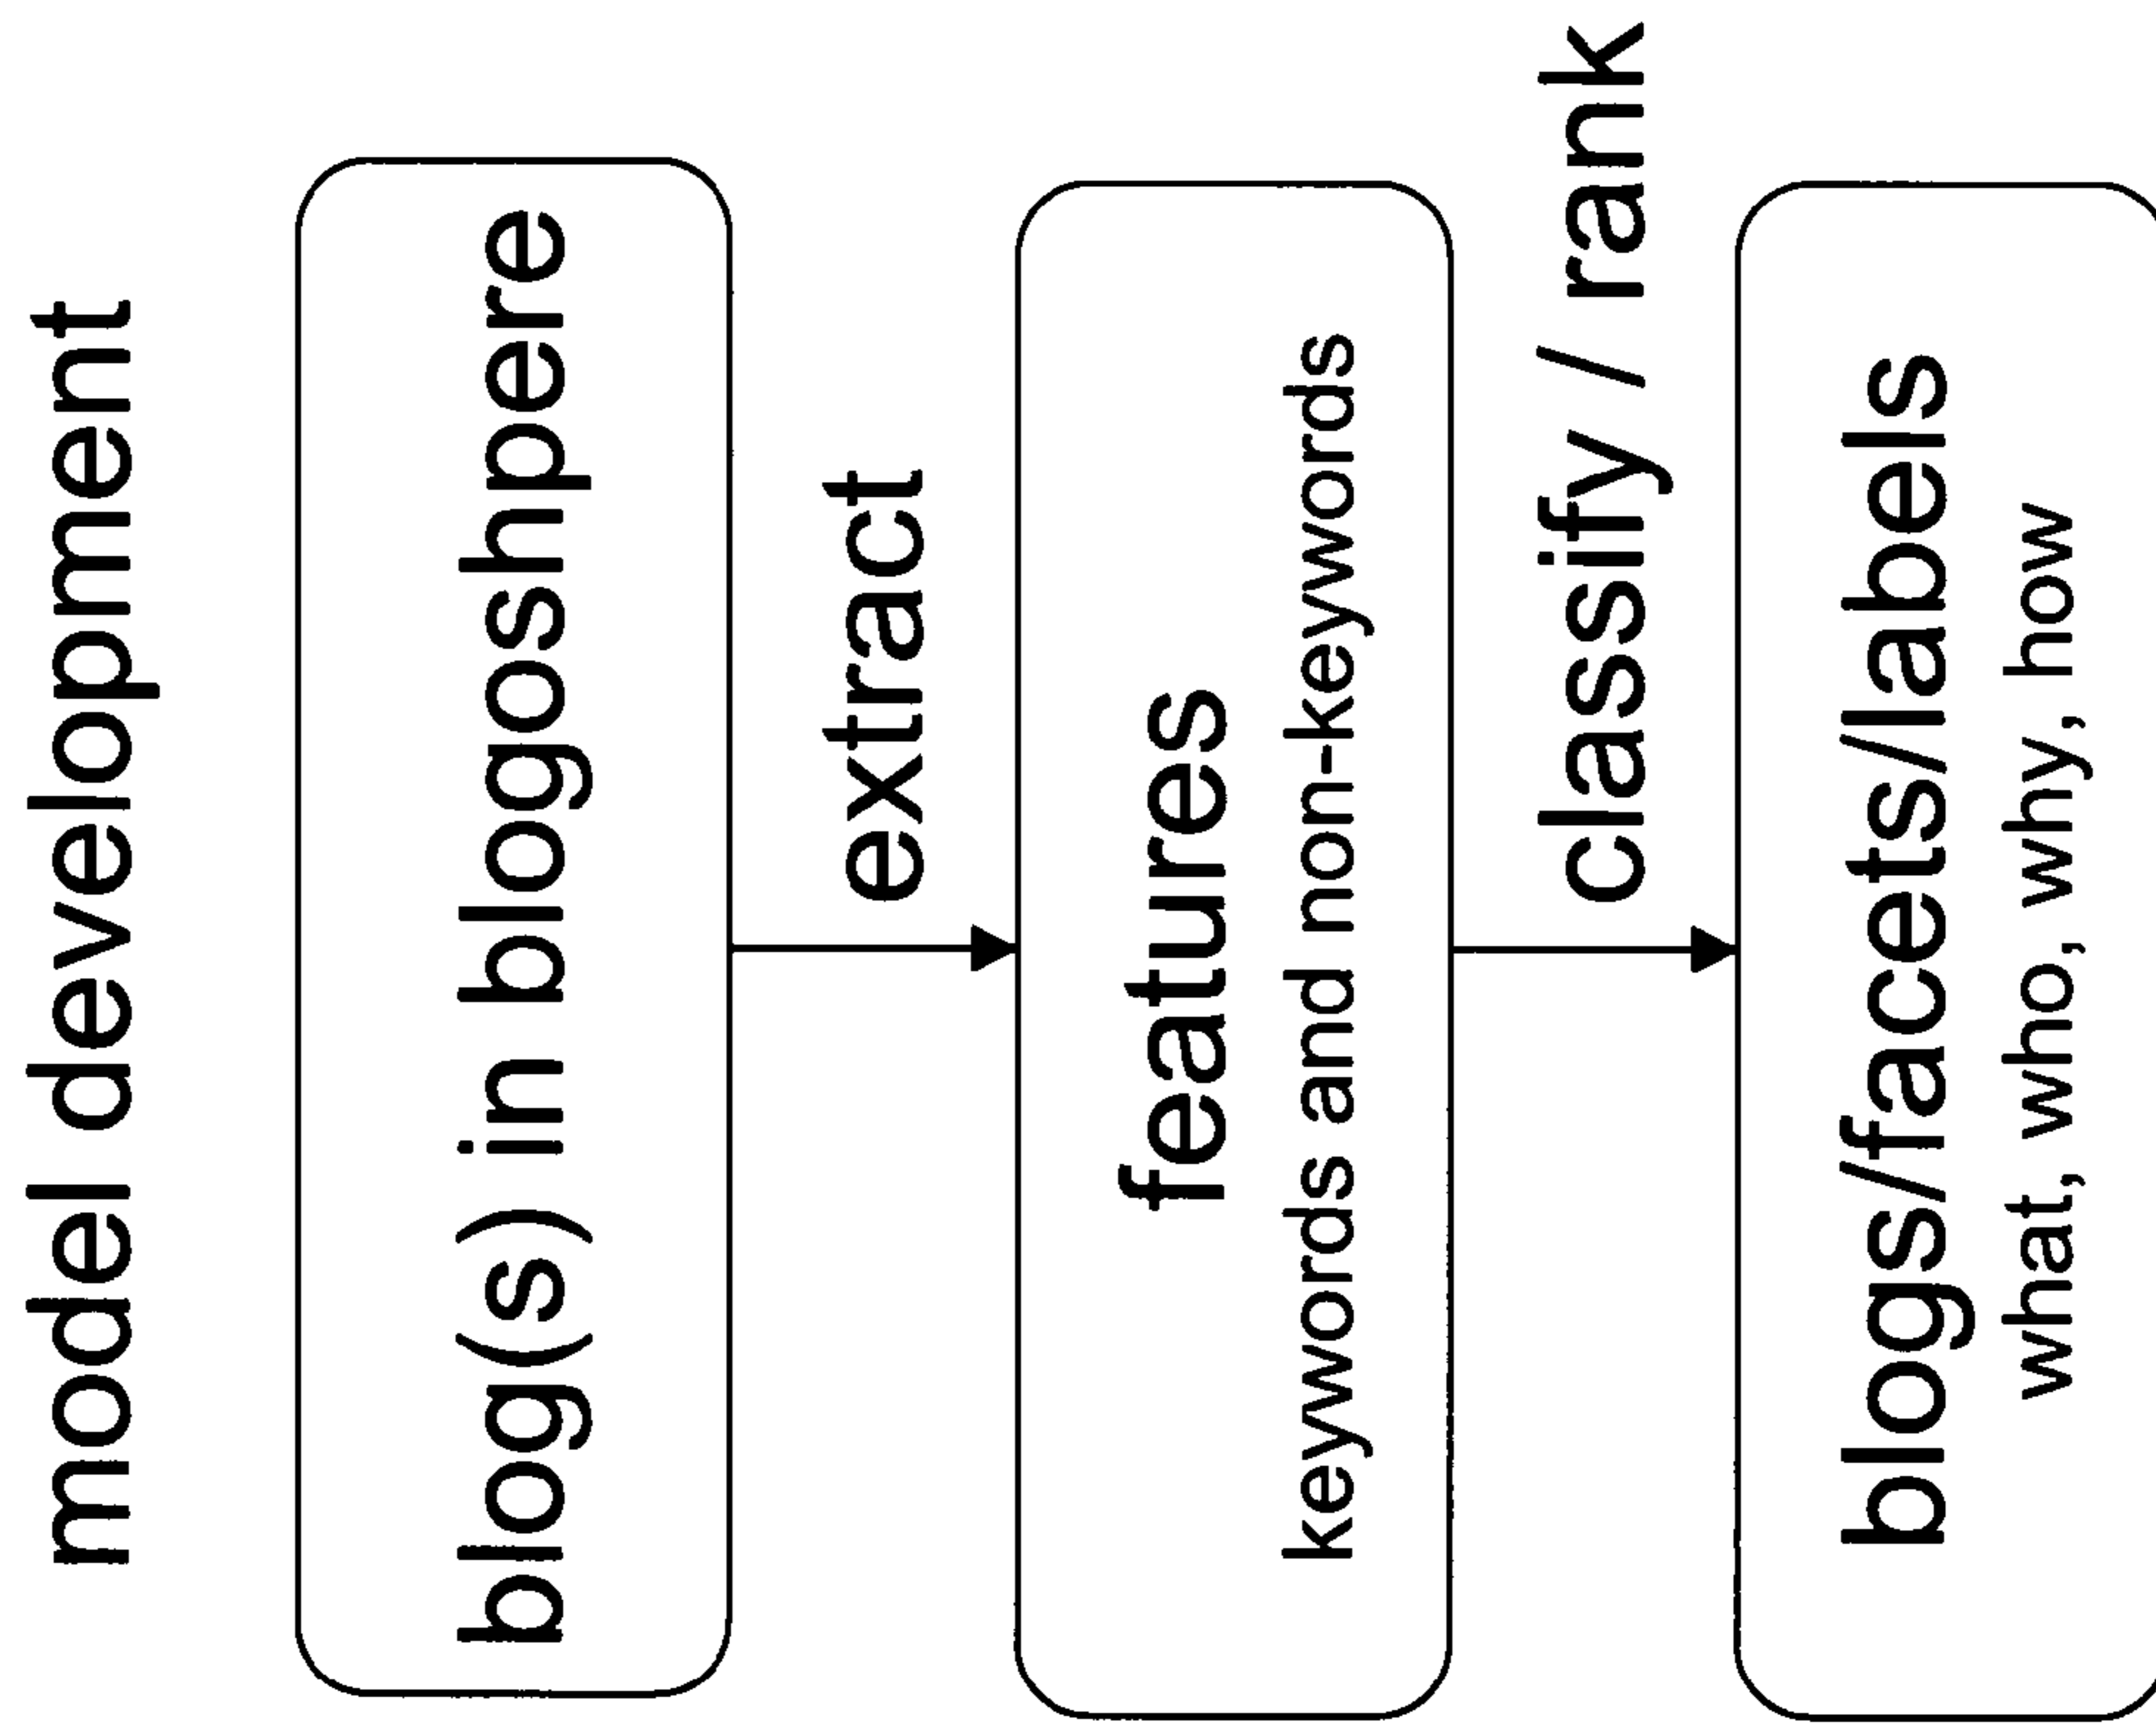 model development
blog(s) in blogoshpere
extract
features
keywords and non-keywords
classify / rank
blogs/facets/labels
what, who, why, how